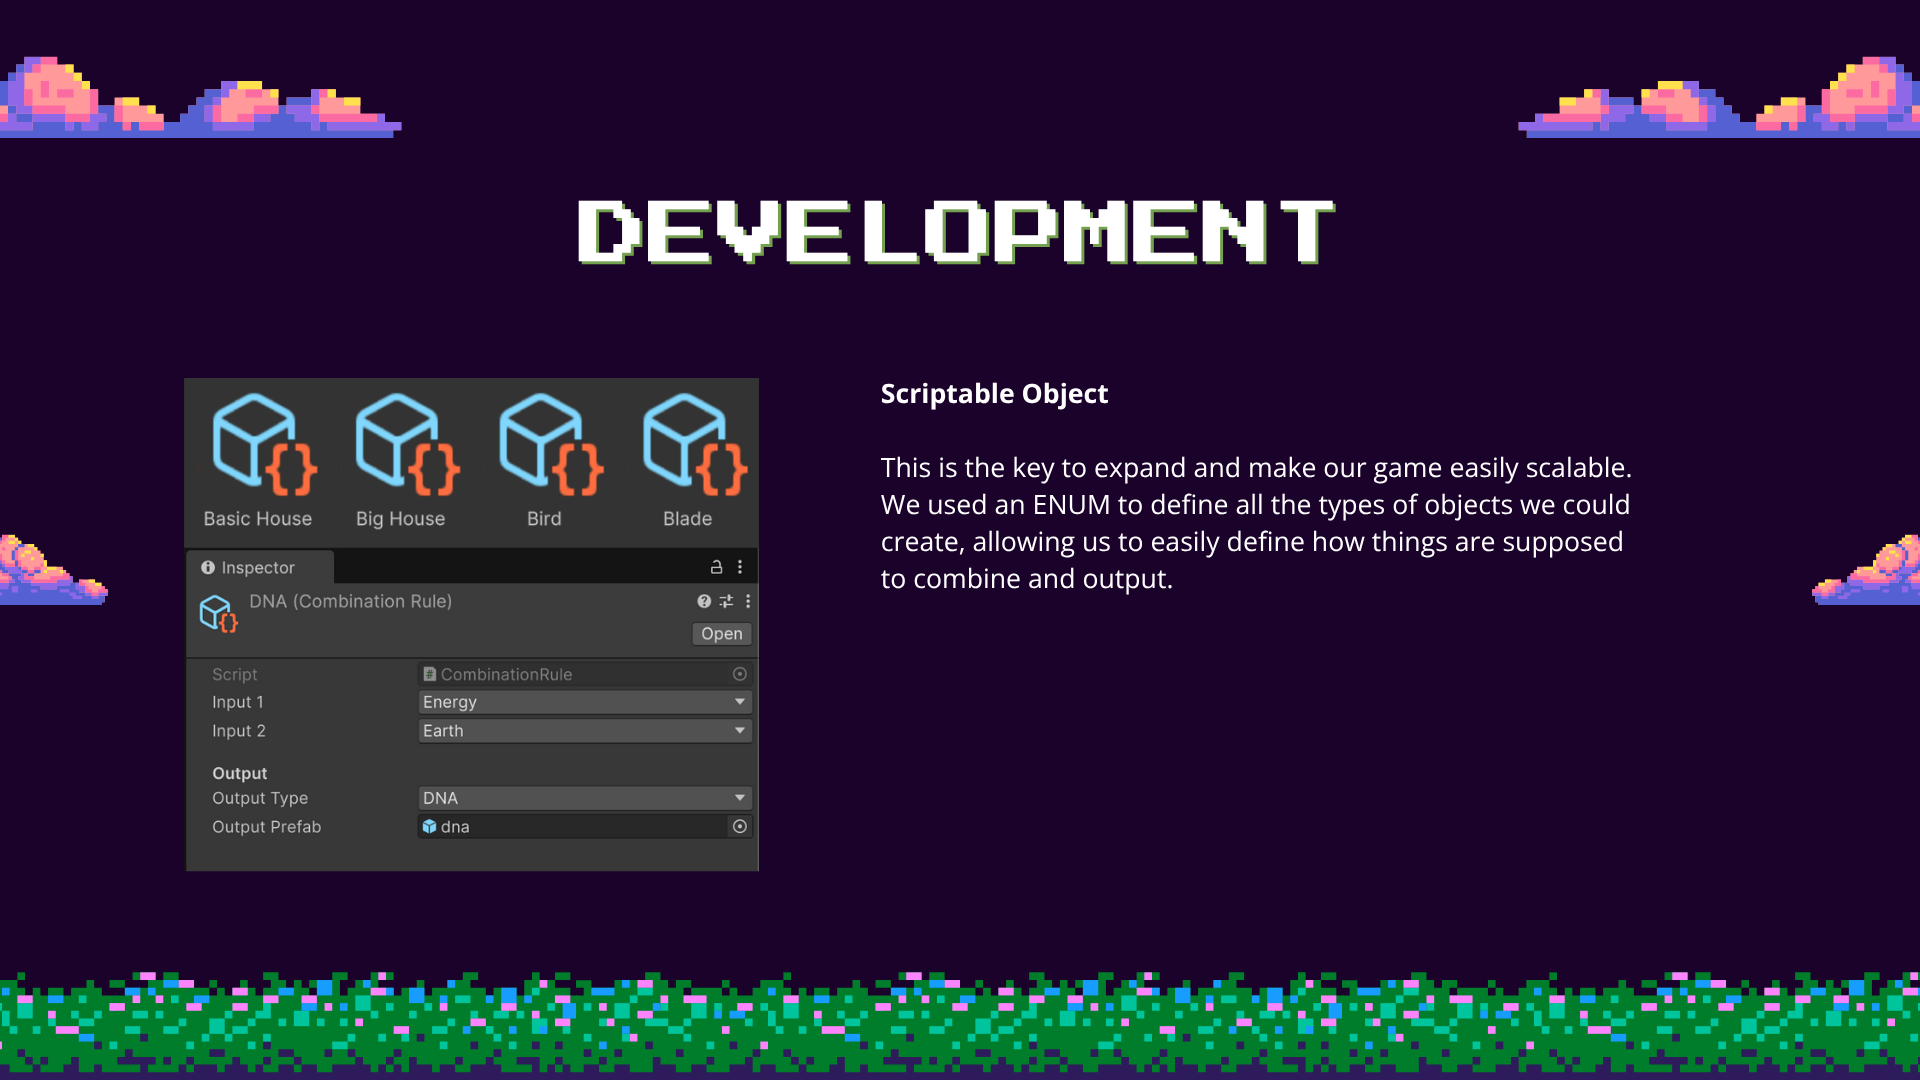 DEVELOPMENT
Basic House Big House Bird Blade
Inspector
DNA (Combination Rule)
Open
Script CombinationRule
Input 1 Energy
Input 2 Earth
Output
Output Type DNA
Output Prefab dna
Scriptable Object
This is the key to expand and make our game easily scalable.
We used an ENUM to define all the types of objects we could
create, allowing us to easily define how things are supposed
to combine and output.